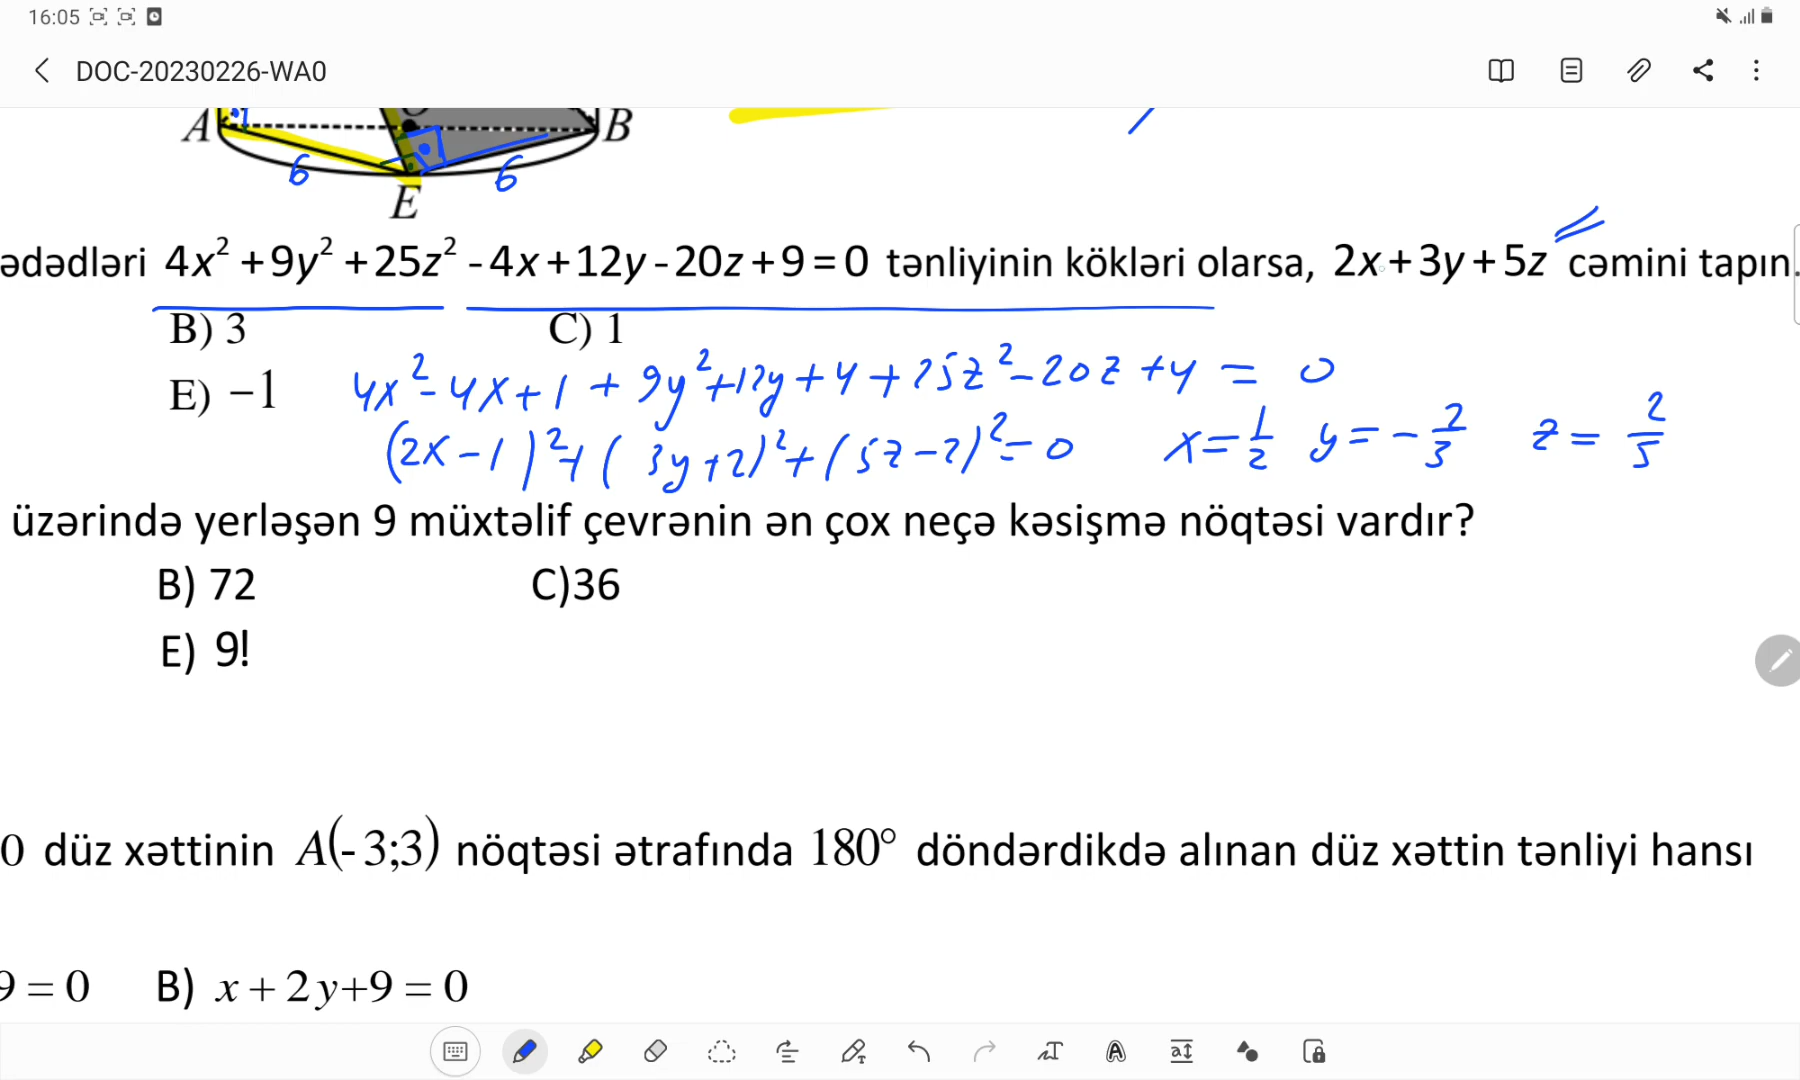 16:05
DOC-20230226-WA0
A B
6 6
E
ədədləri 4x² +9y² +25z² -4x+12y-20z+9=0 tənliyinin kökləri olarsa, 2x+3y+5z cəmini tapın.
B) 3 C) 1
E) −1 4x²-4x+1 + 9y²+12y+4+25z²-20z+4 = 0
(2x-1)²+(3y+2)²+(5z-2)²=0 x=1/2 y=-2/3 z=2/5
üzərində yerləşən 9 müxtəlif çevrənin ən çox neçə kəsişmə nöqtəsi vardır?
B) 72 C)36
E) 9!
0 düz xəttinin A(-3;3) nöqtəsi ətrafında 180° döndərdikdə alınan düz xəttin tənliyi hansı
9 = 0 B) x + 2y+9 = 0